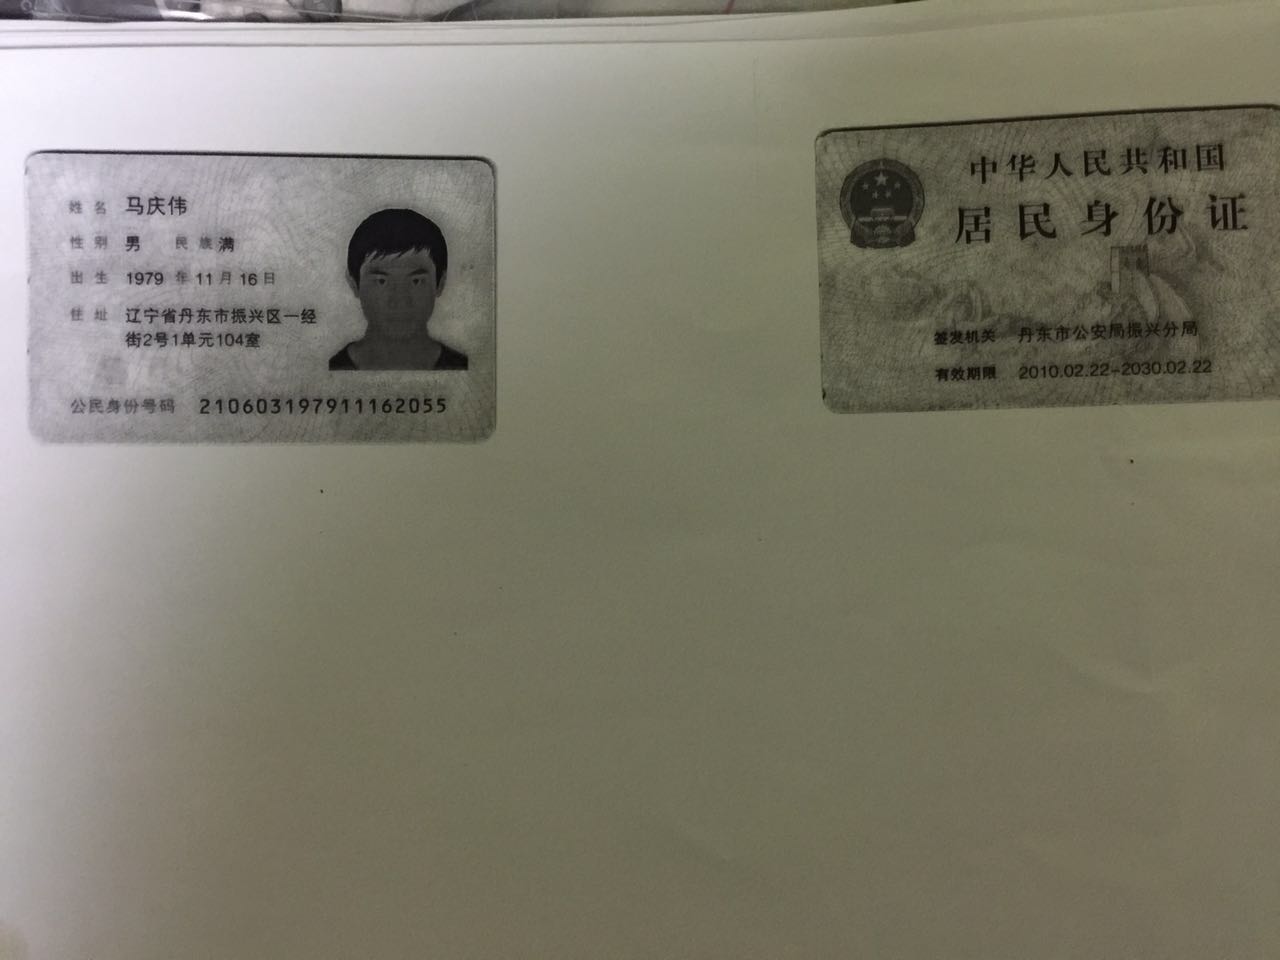 姓名 马庆伟
性别 男 民族 满
出生 1979 年 11 月 16 日
住址 辽宁省丹东市振兴区一经
街2号1单元104室
公民身份号码 210603197911162055
中华人民共和国
居民身份证
签发机关 丹东市公安局振兴分局
有效期限 2010.02.22-2030.02.22